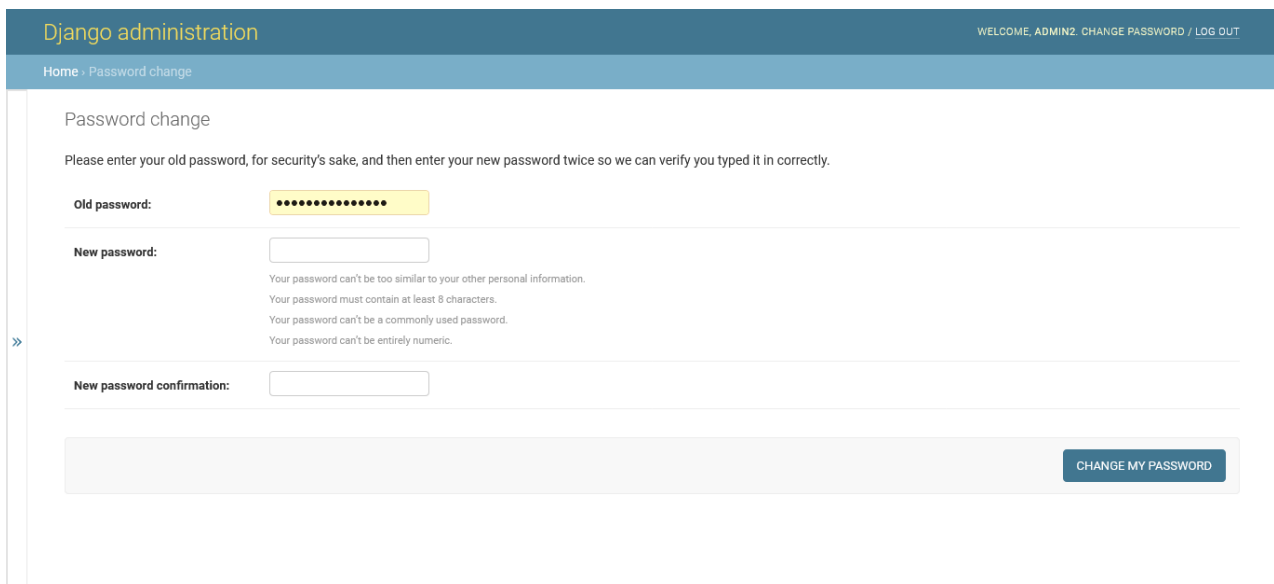 Django administration
WELCOME, ADMIN2. CHANGE PASSWORD / LOG OUT
Home › Password change
Password change
Please enter your old password, for security's sake, and then enter your new password twice so we can verify you typed it in correctly.
Old password: •••••••••••••••
New password:
Your password can't be too similar to your other personal information.
Your password must contain at least 8 characters.
Your password can't be a commonly used password.
Your password can't be entirely numeric.
»
New password confirmation:
CHANGE MY PASSWORD